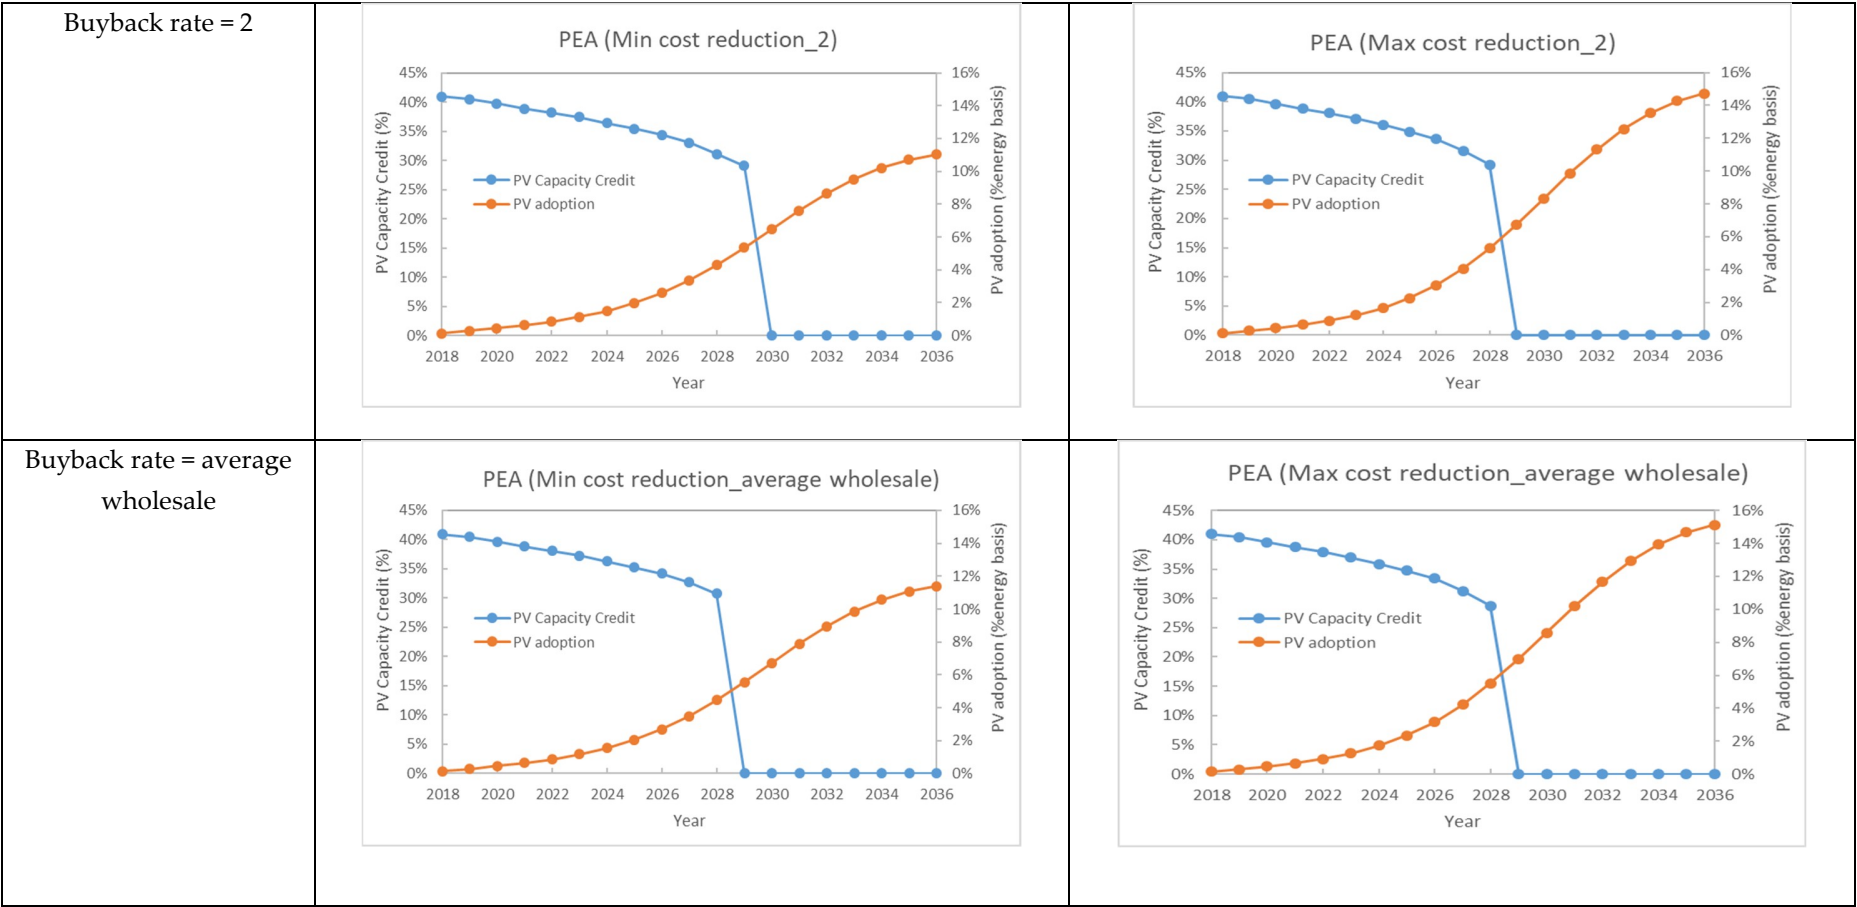 Buyback rate = 2
PEA (Min cost reduction_2)
45%
40%
35%
30%
25%
20%
15%
10%
5%
0%
PV Capacity Credit (%)
16%
14%
12%
10%
8%
6%
4%
2%
0%
PV adoption (%energy basis)
PV Capacity Credit
PV adoption
2018 2020 2022 2024 2026 2028 2030 2032 2034 2036
Year
PEA (Max cost reduction_2)
45%
40%
35%
30%
25%
20%
15%
10%
5%
0%
PV Capacity Credit (%)
16%
14%
12%
10%
8%
6%
4%
2%
0%
PV adoption (%energy basis)
PV Capacity Credit
PV adoption
2018 2020 2022 2024 2026 2028 2030 2032 2034 2036
Year
Buyback rate = average
wholesale
PEA (Min cost reduction_average wholesale)
45%
40%
35%
30%
25%
20%
15%
10%
5%
0%
PV Capacity Credit (%)
16%
14%
12%
10%
8%
6%
4%
2%
0%
PV adoption (%energy basis)
PV Capacity Credit
PV adoption
2018 2020 2022 2024 2026 2028 2030 2032 2034 2036
Year
PEA (Max cost reduction_average wholesale)
45%
40%
35%
30%
25%
20%
15%
10%
5%
0%
PV Capacity Credit (%)
16%
14%
12%
10%
8%
6%
4%
2%
0%
PV adoption (%energy basis)
PV Capacity Credit
PV adoption
2018 2020 2022 2024 2026 2028 2030 2032 2034 2036
Year